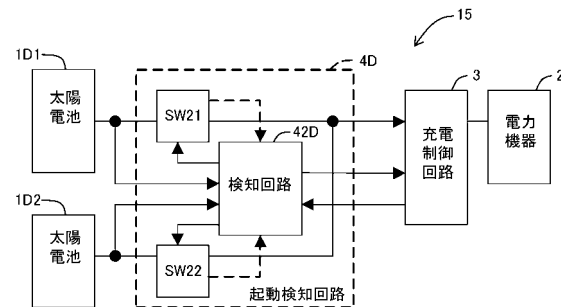 15
1D1
太陽
電池
4D
SW21
42D
検知回路
3
充電
制御
回路
2
電力
機器
1D2
太陽
電池
SW22
起動検知回路